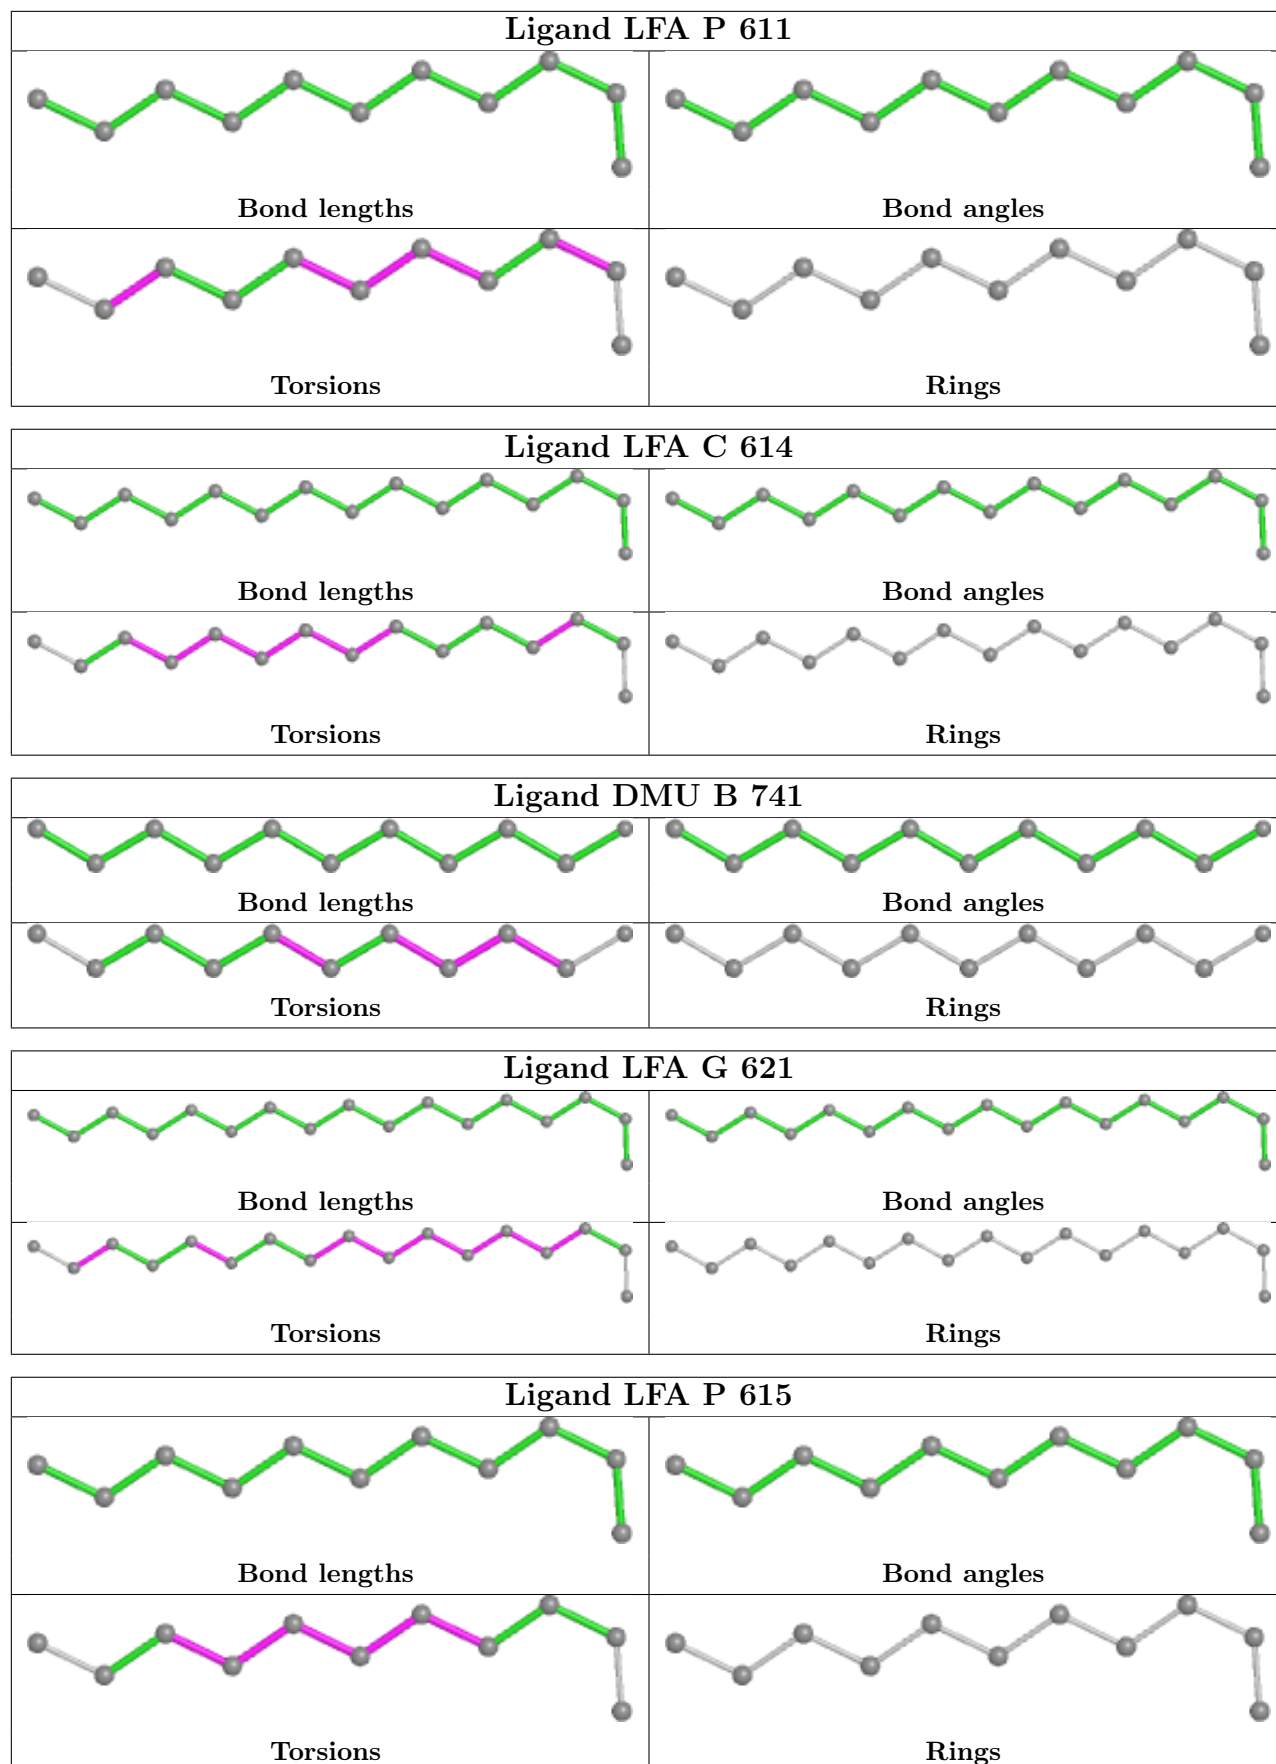 Ligand LFA P 611
Bond lengths Bond angles
Torsions Rings
Ligand LFA C 614
Bond lengths Bond angles
Torsions Rings
Ligand DMU B 741
Bond lengths Bond angles
Torsions Rings
Ligand LFA G 621
Bond lengths Bond angles
Torsions Rings
Ligand LFA P 615
Bond lengths Bond angles
Torsions Rings